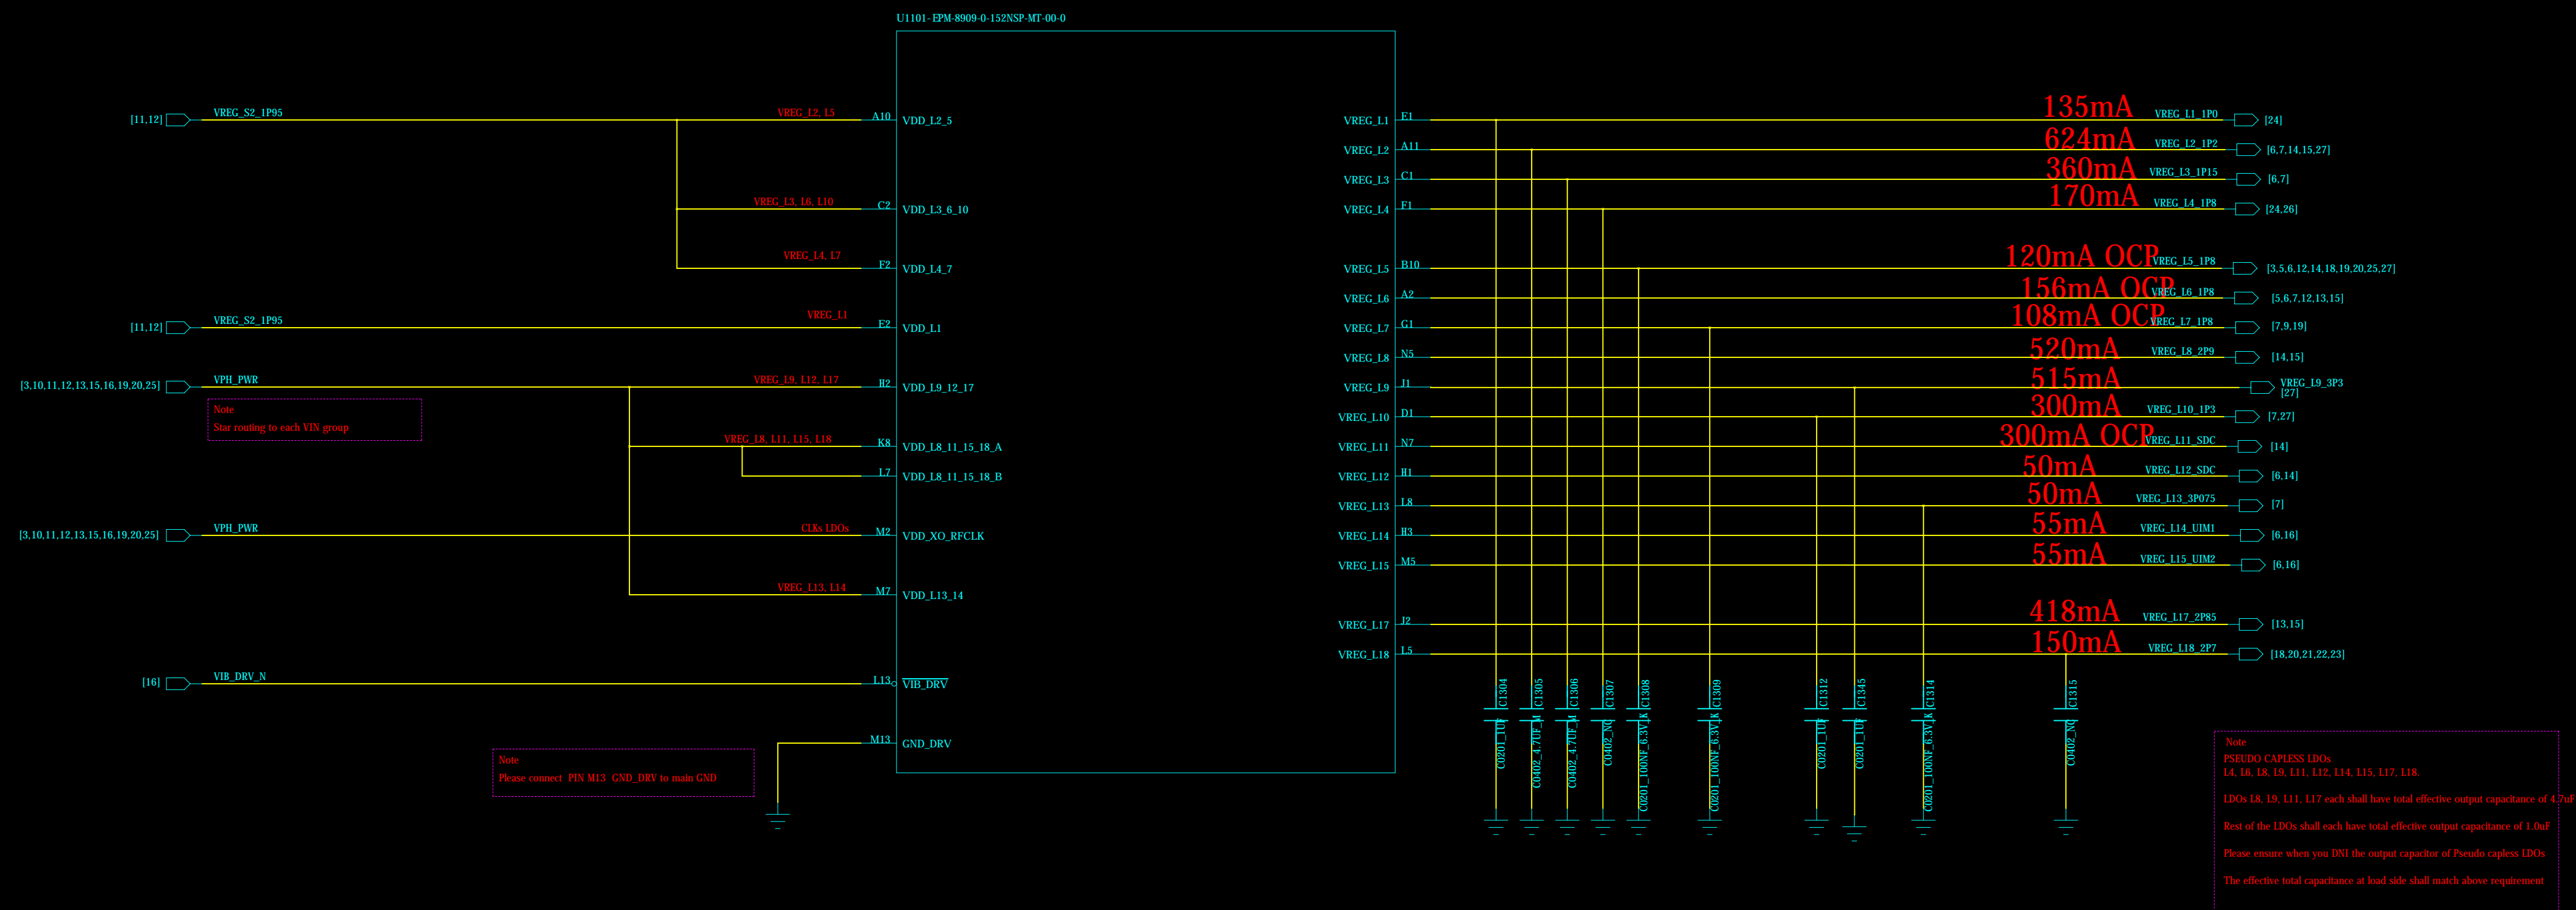 U1101-EPM-8909-0-152NSP-MT-00-0
[11,12] VREG_S2_1P95 VREG_L2, L5 A10 VDD_L2_5
VREG_L3, L6, L10 C2 VDD_L3_6_10
VREG_L4, L7 F2 VDD_L4_7
[11,12] VREG_S2_1P95 VREG_L1 E2 VDD_L1
[3,10,11,12,13,15,16,19,20,25] VPH_PWR VREG_L9, L12, L17 H2 VDD_L9_12_17
Note
Star routing to each VIN group
VREG_L8, L11, L15, L18 K8 VDD_L8_11_15_18_A
L7 VDD_L8_11_15_18_B
[3,10,11,12,13,15,16,19,20,25] VPH_PWR CLKs LDOs M2 VDD_XO_RFCLK
VREG_L13, L14 M7 VDD_L13_14
[16] VIB_DRV_N L13 VIB_DRV
M13 GND_DRV
Note
Please connect PIN M13 GND_DRV to main GND
VREG_L1 E1 135mA VREG_L1_1P0 [24]
VREG_L2 A11 624mA VREG_L2_1P2 [6,7,14,15,27]
VREG_L3 C1 360mA VREG_L3_1P15 [6,7]
VREG_L4 F1 170mA VREG_L4_1P8 [24,26]
VREG_L5 B10 120mA OCP VREG_L5_1P8 [3,5,6,12,14,18,19,20,25,27]
VREG_L6 A2 156mA OCP VREG_L6_1P8 [5,6,7,12,13,15]
VREG_L7 G1 108mA OCP VREG_L7_1P8 [7,9,19]
VREG_L8 N5 520mA VREG_L8_2P9 [14,15]
VREG_L9 J1 515mA VREG_L9_3P3
[27]
VREG_L10 D1 300mA VREG_L10_1P3 [7,27]
VREG_L11 N7 300mA OCP VREG_L11_SDC [14]
VREG_L12 H1 50mA VREG_L12_SDC [6,14]
VREG_L13 L8 50mA VREG_L13_3P075 [7]
VREG_L14 H3 55mA VREG_L14_UIM1 [6,16]
VREG_L15 M5 55mA VREG_L15_UIM2 [6,16]
VREG_L17 J2 418mA VREG_L17_2P85 [13,15]
VREG_L18 L5 150mA VREG_L18_2P7 [18,20,21,22,23]
C1304
C0201_1UF
C1305
C0402_4.7UF_M
C1306
C0402_4.7UF_M
C1307
C0402_NC
C1308
C0201_100NF_6.3V_K
C1309
C0201_100NF_6.3V_K
C1312
C0201_1UF
C1345
C0201_1UF
C1314
C0201_100NF_6.3V_K
C1315
C0402_NC
Note
PSEUDO CAPLESS LDOs
L4, L6, L8, L9, L11, L12, L14, L15, L17, L18.
LDOs L8, L9, L11, L17 each shall have total effective output capacitance of 4.7uF
Rest of the LDOs shall each have total effective output capacitance of 1.0uF
Please ensure when you DNI the output capacitor of Pseudo capless LDOs
The effective total capacitance at load side shall match above requirement